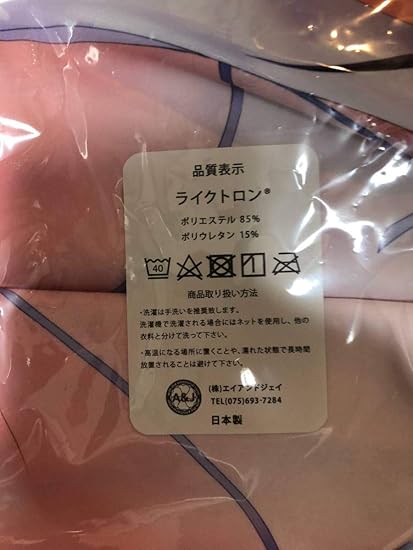 品質表示
ライクトロン®
ポリエステル 85%
ポリウレタン 15%
40
商品取り扱い方法
・洗濯は手洗いを推奨致します。
洗濯機で洗濯される場合にはネットを使用し、他の
衣料と分けて洗って下さい。
・高温になる場所に置くことや、濡れた状態で長時間
放置されることは避けて下さい。
A&J
(株)エイアンドジェイ
TEL(075)693-7284
日本製